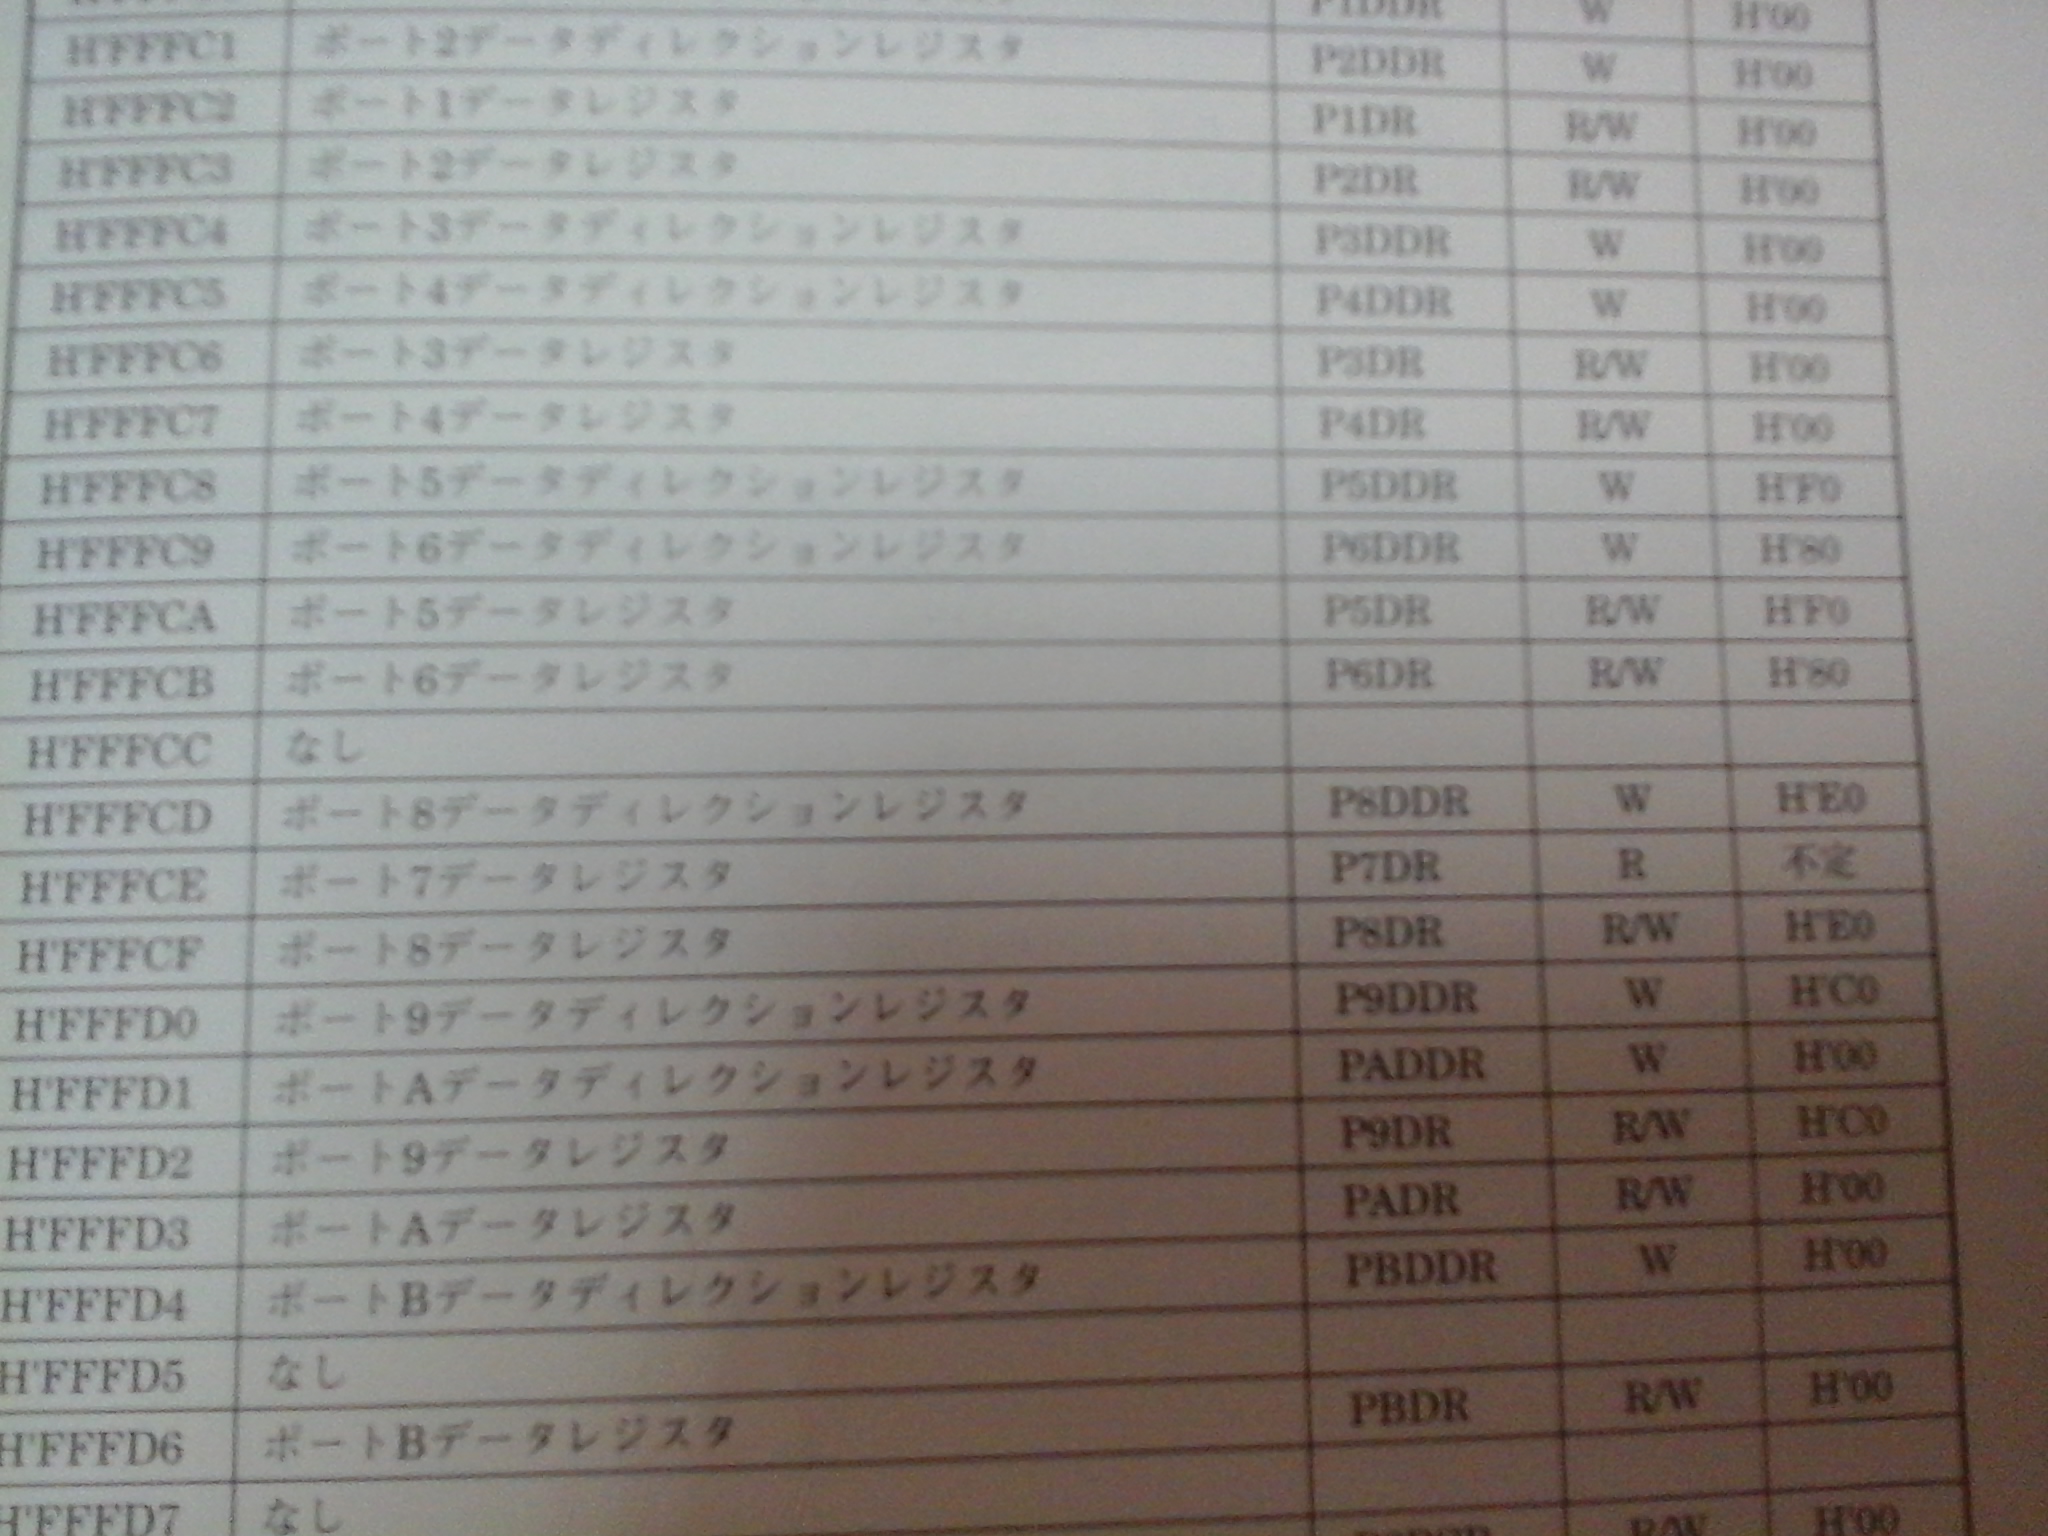 P1DDR W H'00
H'FFFC1 ポート2データディレクションレジスタ P2DDR W H'00
H'FFFC2 ポート1データレジスタ P1DR R/W H'00
H'FFFC3 ポート2データレジスタ P2DR R/W H'00
H'FFFC4 ポート3データディレクションレジスタ P3DDR W H'00
H'FFFC5 ポート4データディレクションレジスタ P4DDR W H'00
H'FFFC6 ポート3データレジスタ P3DR R/W H'00
H'FFFC7 ポート4データレジスタ P4DR R/W H'00
H'FFFC8 ポート5データディレクションレジスタ P5DDR W H'F0
H'FFFC9 ポート6データディレクションレジスタ P6DDR W H'80
H'FFFCA ポート5データレジスタ P5DR R/W H'F0
H'FFFCB ポート6データレジスタ P6DR R/W H'80
H'FFFCC なし
H'FFFCD ポート8データディレクションレジスタ P8DDR W H'E0
H'FFFCE ポート7データレジスタ P7DR R 不定
H'FFFCF ポート8データレジスタ P8DR R/W H'E0
H'FFFD0 ポート9データディレクションレジスタ P9DDR W H'C0
H'FFFD1 ポートAデータディレクションレジスタ PADDR W H'00
H'FFFD2 ポート9データレジスタ P9DR R/W H'C0
H'FFFD3 ポートAデータレジスタ PADR R/W H'00
H'FFFD4 ポートBデータディレクションレジスタ PBDDR W H'00
H'FFFD5 なし
H'FFFD6 ポートBデータレジスタ PBDR R/W H'00
H'FFFD7 なし
R/W H'00